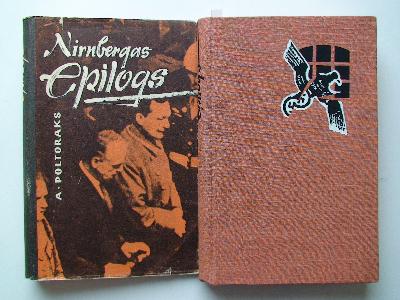 Nirnbergas
Epilogs
A. POLTORAKS